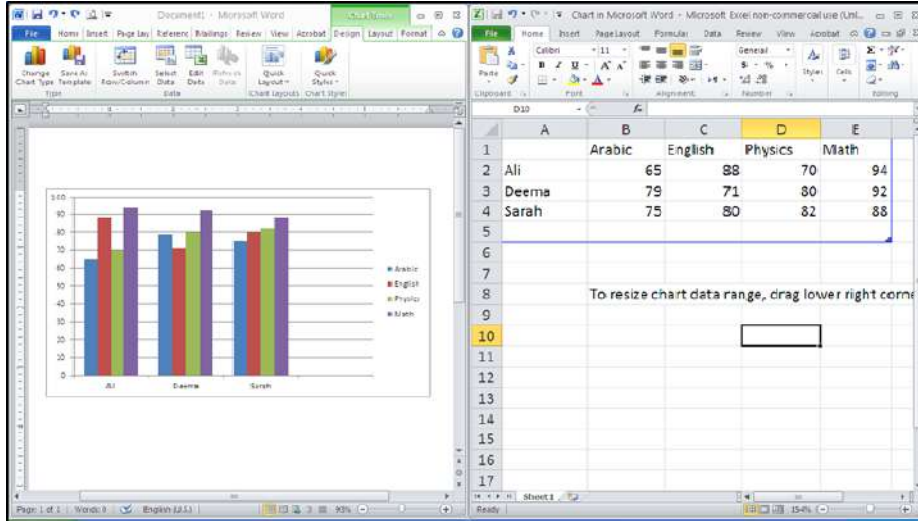 Document1 - Microsoft Word
Chart Tools
File Home Insert Page Lay Referenc Mailings Review View Acrobat Design Layout Format
Change Chart Type
Save As Template
Switch Row/Column
Select Data
Edit Data
Refresh Data
Quick Layout
Quick Styles
Type
Data
Chart Layouts
Chart Styles
100
90
80
70
60
50
40
30
20
10
0
Ali Deema Sarah
Arabic
English
Physics
Math
Page: 1 of 1 Words: 0 English (U.S.) 93%
Chart in Microsoft Word - Microsoft Excel non-commercial use (Unl...
File Home Insert Page Layout Formulas Data Review View Acrobat
Paste
Calibri 11
General
Styles
Cells
Clipboard Font Alignment Number Editing
D10 fx
A B C D E
1 Arabic English Physics Math
2 Ali 65 88 70 94
3 Deema 79 71 80 92
4 Sarah 75 80 82 88
5
6
7
8 To resize chart data range, drag lower right corne
9
10
11
12
13
14
15
16
17
Sheet1
Ready 154%